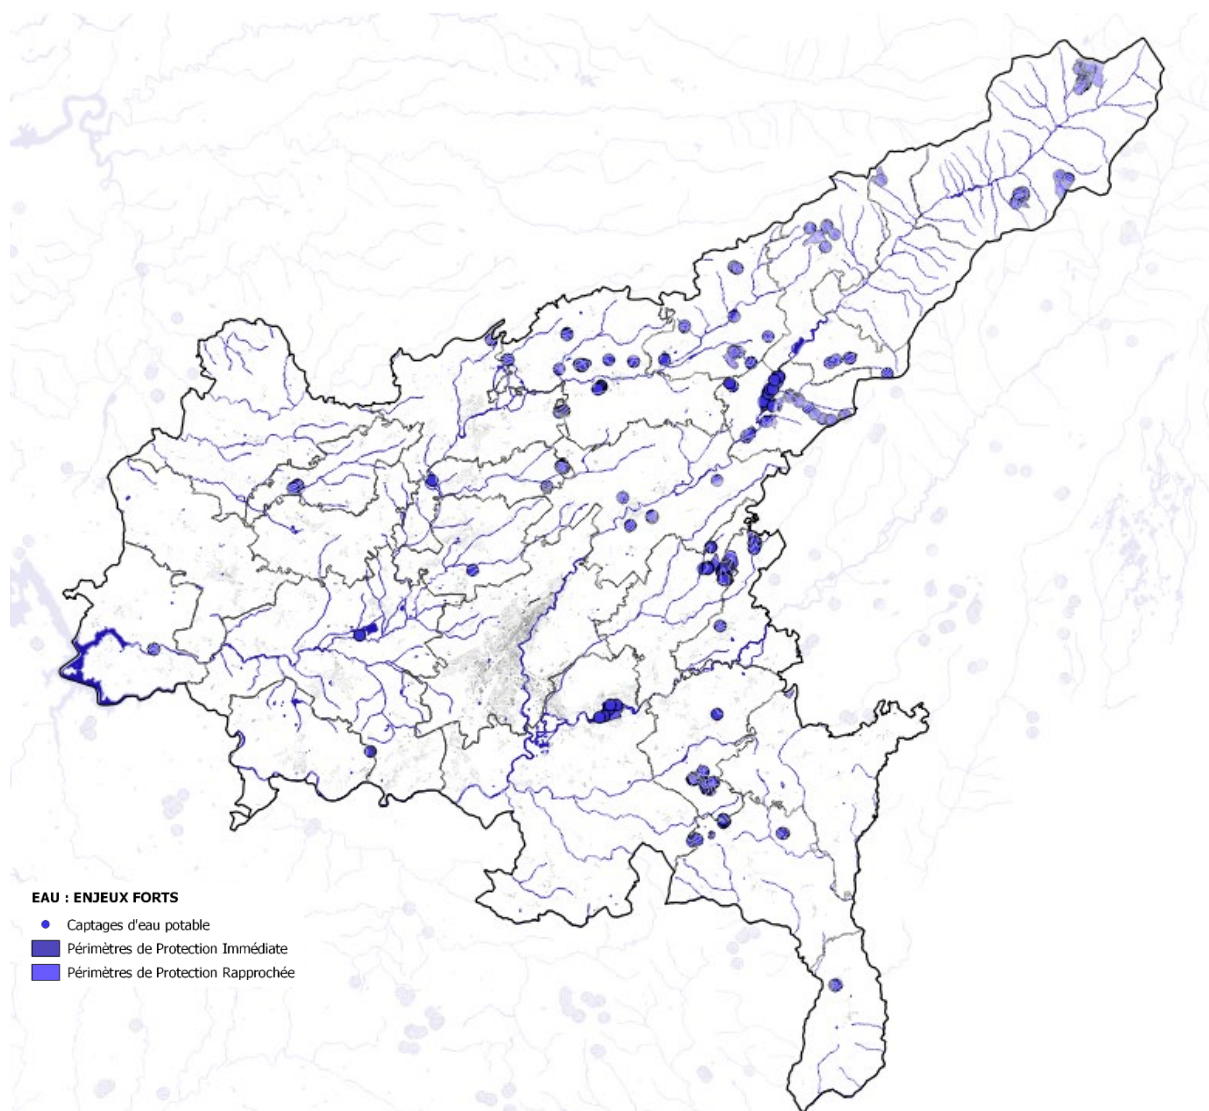 EAU : ENJEUX FORTS
Captages d'eau potable
Périmètres de Protection Immédiate
Périmètres de Protection Rapprochée